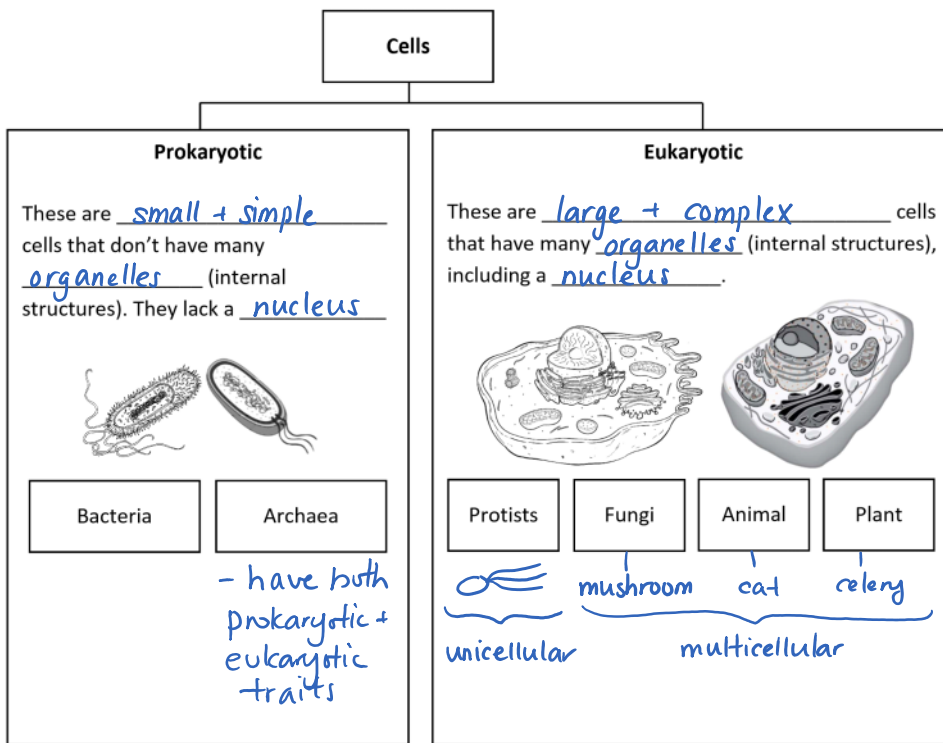 Cells
Prokaryotic
These are small + simple
cells that don't have many
organelles (internal
structures). They lack a nucleus
Bacteria
Archaea
- have both
prokaryotic +
eukaryotic
traits
Eukaryotic
These are large + complex cells
that have many organelles (internal structures),
including a nucleus.
Protists Fungi Animal Plant
mushroom cat celery
unicellular multicellular